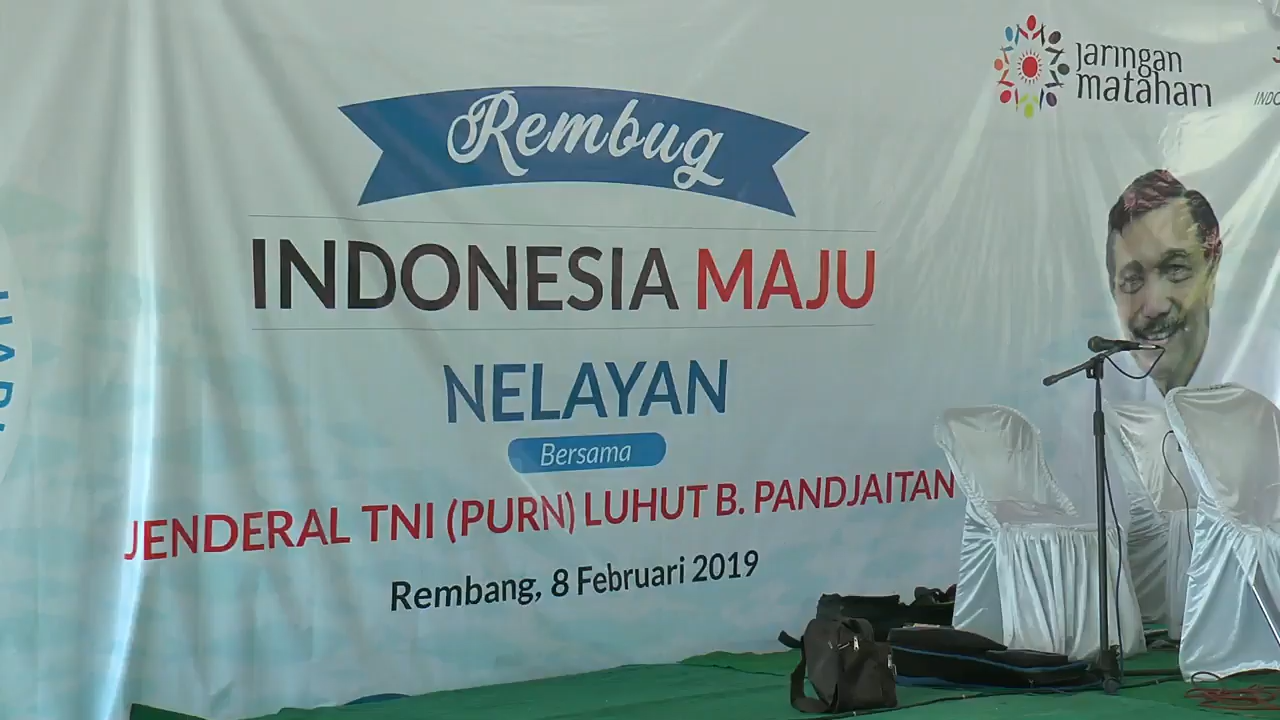 Rembug
INDONESIA MAJU
NELAYAN
Bersama
JENDERAL TNI (PURN) LUHUT B. PANDJAITAN
Rembang, 8 Februari 2019
Jaringan
matahari